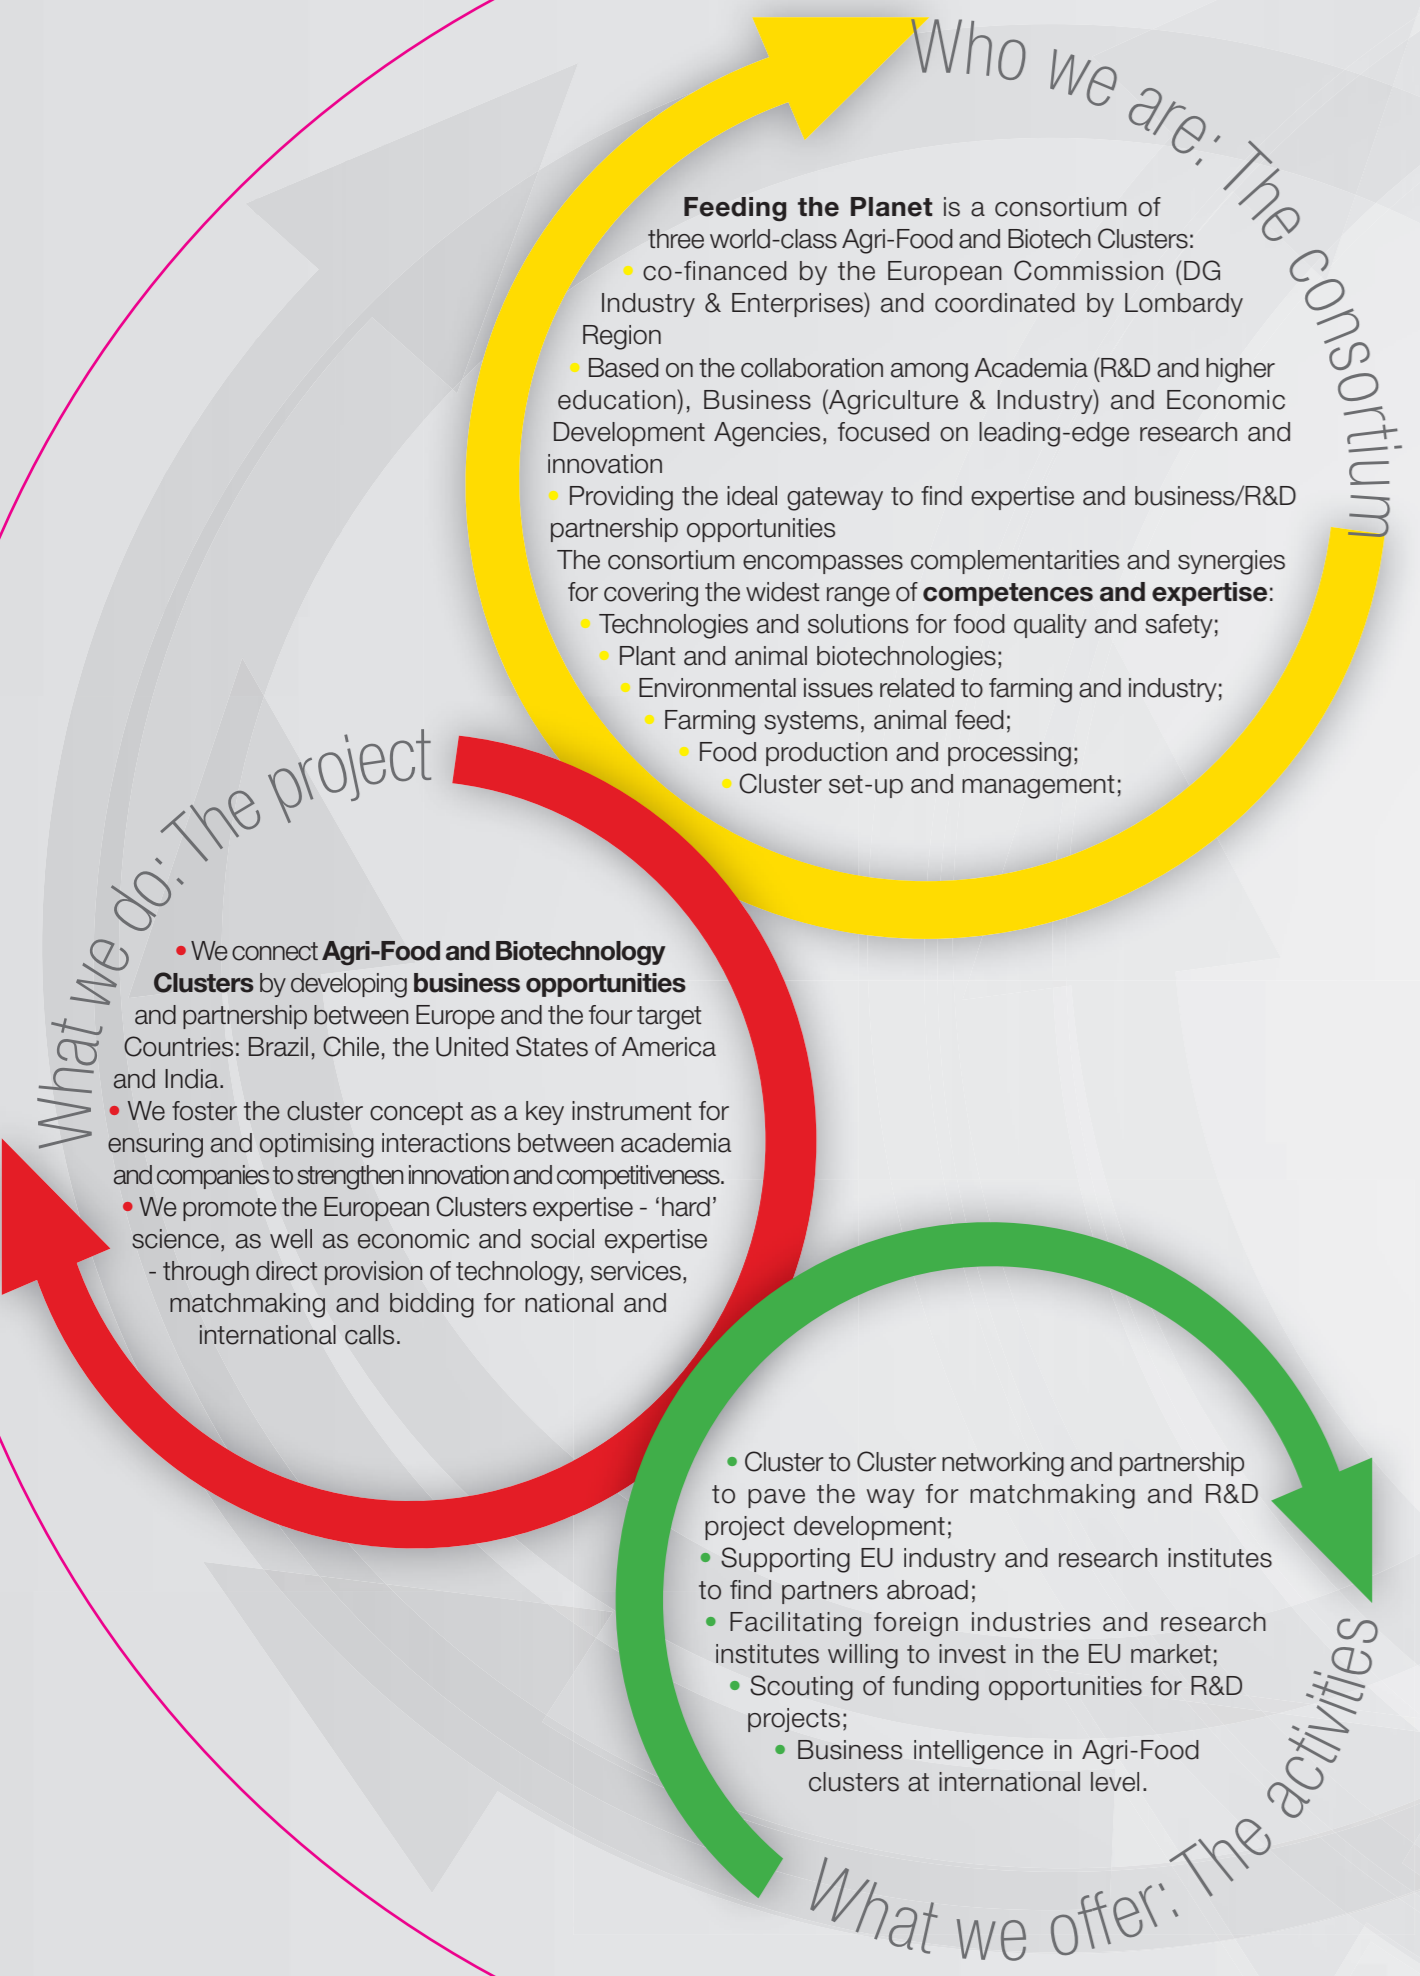 Who we are: The consortium
Feeding the Planet is a consortium of
three world-class Agri-Food and Biotech Clusters:
• co-financed by the European Commission (DG
Industry & Enterprises) and coordinated by Lombardy
Region
• Based on the collaboration among Academia (R&D and higher
education), Business (Agriculture & Industry) and Economic
Development Agencies, focused on leading-edge research and
innovation
• Providing the ideal gateway to find expertise and business/R&D
partnership opportunities
The consortium encompasses complementarities and synergies
for covering the widest range of competences and expertise:
• Technologies and solutions for food quality and safety;
• Plant and animal biotechnologies;
• Environmental issues related to farming and industry;
• Farming systems, animal feed;
• Food production and processing;
• Cluster set-up and management;
What we do: The project
• We connect Agri-Food and Biotechnology
Clusters by developing business opportunities
and partnership between Europe and the four target
Countries: Brazil, Chile, the United States of America
and India.
• We foster the cluster concept as a key instrument for
ensuring and optimising interactions between academia
and companies to strengthen innovation and competitiveness.
• We promote the European Clusters expertise - ‘hard’
science, as well as economic and social expertise
- through direct provision of technology, services,
matchmaking and bidding for national and
international calls.
• Cluster to Cluster networking and partnership
to pave the way for matchmaking and R&D
project development;
• Supporting EU industry and research institutes
to find partners abroad;
• Facilitating foreign industries and research
institutes willing to invest in the EU market;
• Scouting of funding opportunities for R&D
projects;
• Business intelligence in Agri-Food
clusters at international level.
What we offer: The activities